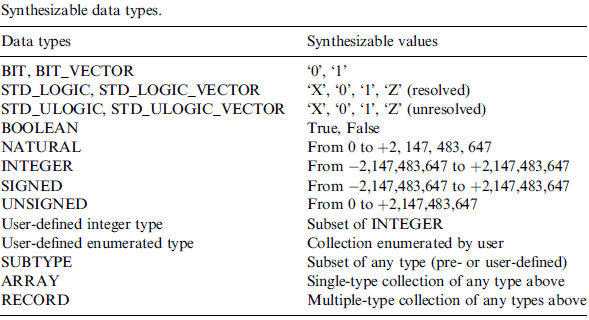 Synthesizable data types.
Data types Synthesizable values
BIT, BIT_VECTOR ‘0’, ‘1’
STD_LOGIC, STD_LOGIC_VECTOR ‘X’, ‘0’, ‘1’, ‘Z’ (resolved)
STD_ULOGIC, STD_ULOGIC_VECTOR ‘X’, ‘0’, ‘1’, ‘Z’ (unresolved)
BOOLEAN True, False
NATURAL From 0 to +2, 147, 483, 647
INTEGER From −2,147,483,647 to +2,147,483,647
SIGNED From −2,147,483,647 to +2,147,483,647
UNSIGNED From 0 to +2,147,483,647
User-defined integer type Subset of INTEGER
User-defined enumerated type Collection enumerated by user
SUBTYPE Subset of any type (pre- or user-defined)
ARRAY Single-type collection of any type above
RECORD Multiple-type collection of any types above